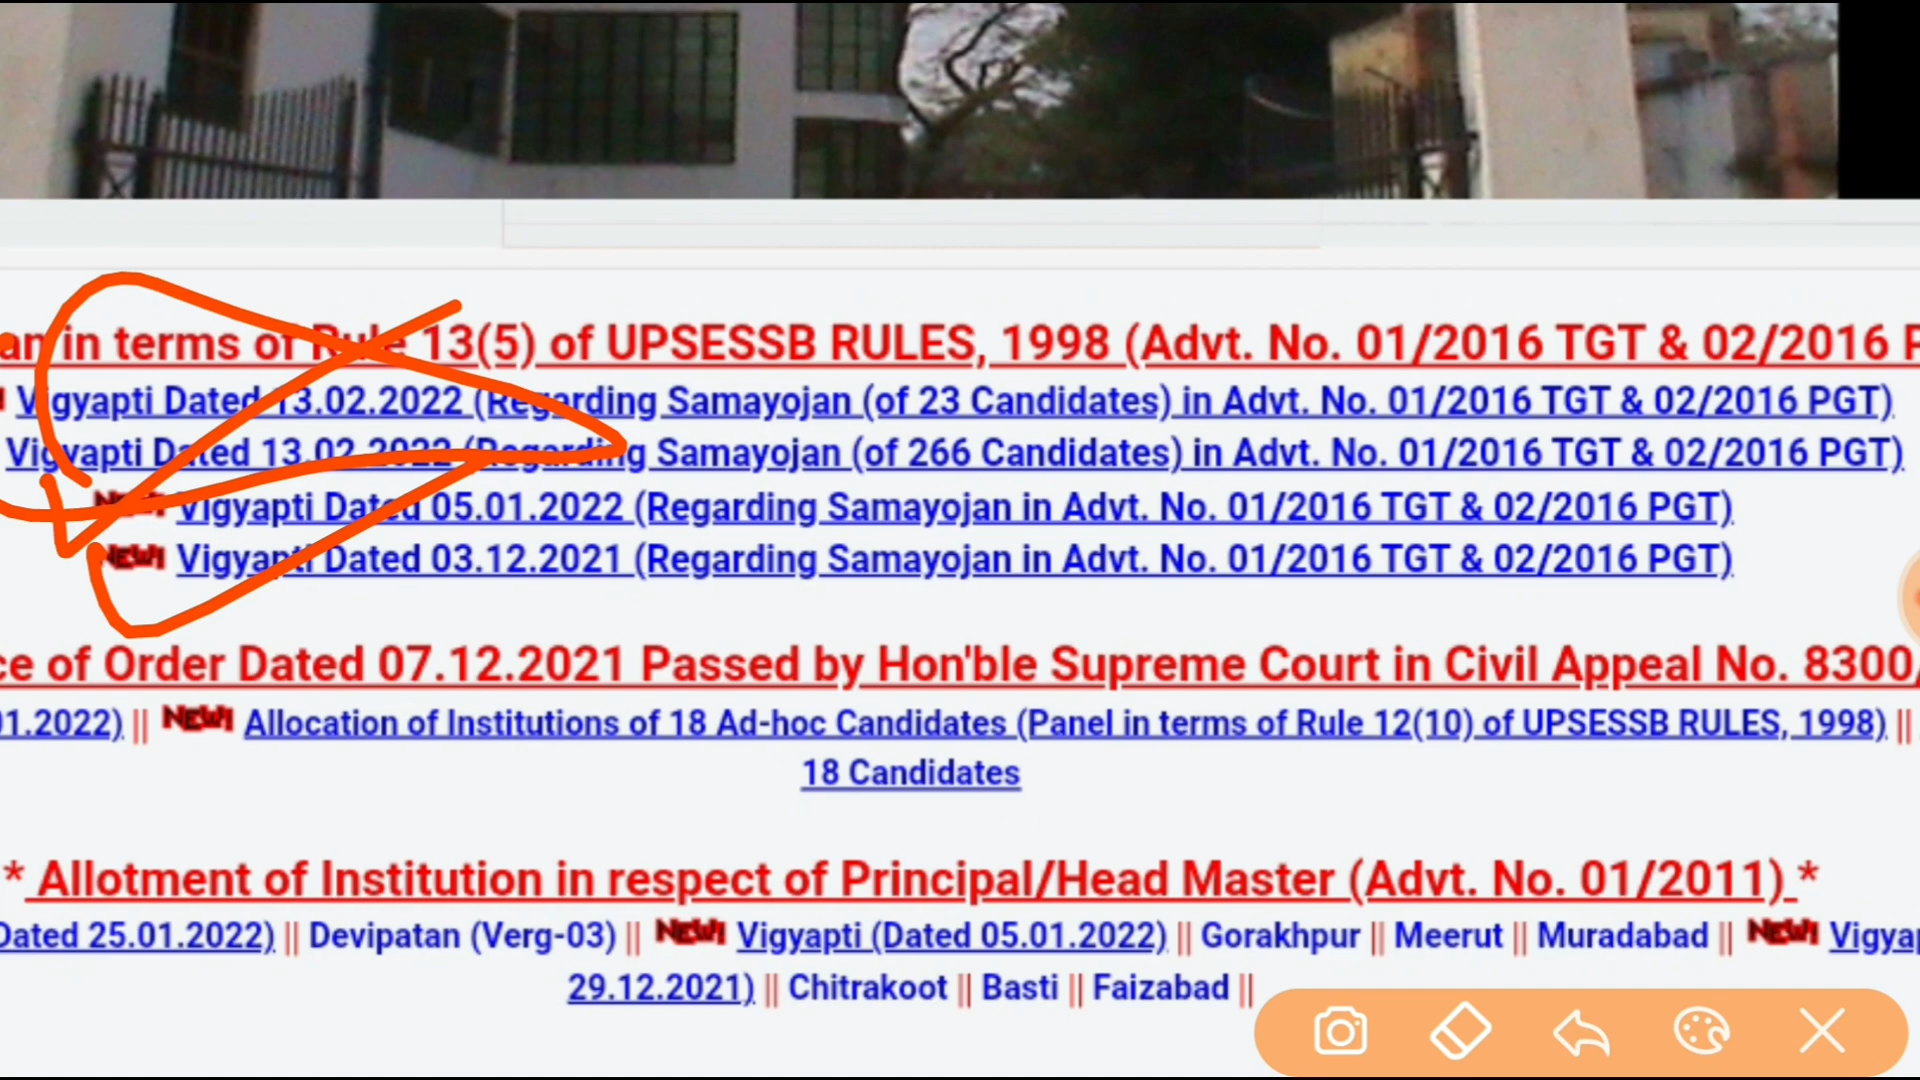 an in terms of Rule 13(5) of UPSESSB RULES, 1998 (Advt. No. 01/2016 TGT & 02/2016 P
Vigyapti Dated 13.02.2022 (Regarding Samayojan (of 23 Candidates) in Advt. No. 01/2016 TGT & 02/2016 PGT)
Vigyapti Dated 13.02.2022 (Regarding Samayojan (of 266 Candidates) in Advt. No. 01/2016 TGT & 02/2016 PGT)
NEW! Vigyapti Dated 05.01.2022 (Regarding Samayojan in Advt. No. 01/2016 TGT & 02/2016 PGT)
NEW! Vigyapti Dated 03.12.2021 (Regarding Samayojan in Advt. No. 01/2016 TGT & 02/2016 PGT)
ce of Order Dated 07.12.2021 Passed by Hon'ble Supreme Court in Civil Appeal No. 8300/
01.2022) || NEW! Allocation of Institutions of 18 Ad-hoc Candidates (Panel in terms of Rule 12(10) of UPSESSB RULES, 1998) ||
18 Candidates
* Allotment of Institution in respect of Principal/Head Master (Advt. No. 01/2011) *
Dated 25.01.2022) || Devipatan (Verg-03) || NEW! Vigyapti (Dated 05.01.2022) || Gorakhpur || Meerut || Muradabad || NEW! Vigyap
29.12.2021) || Chitrakoot || Basti || Faizabad ||